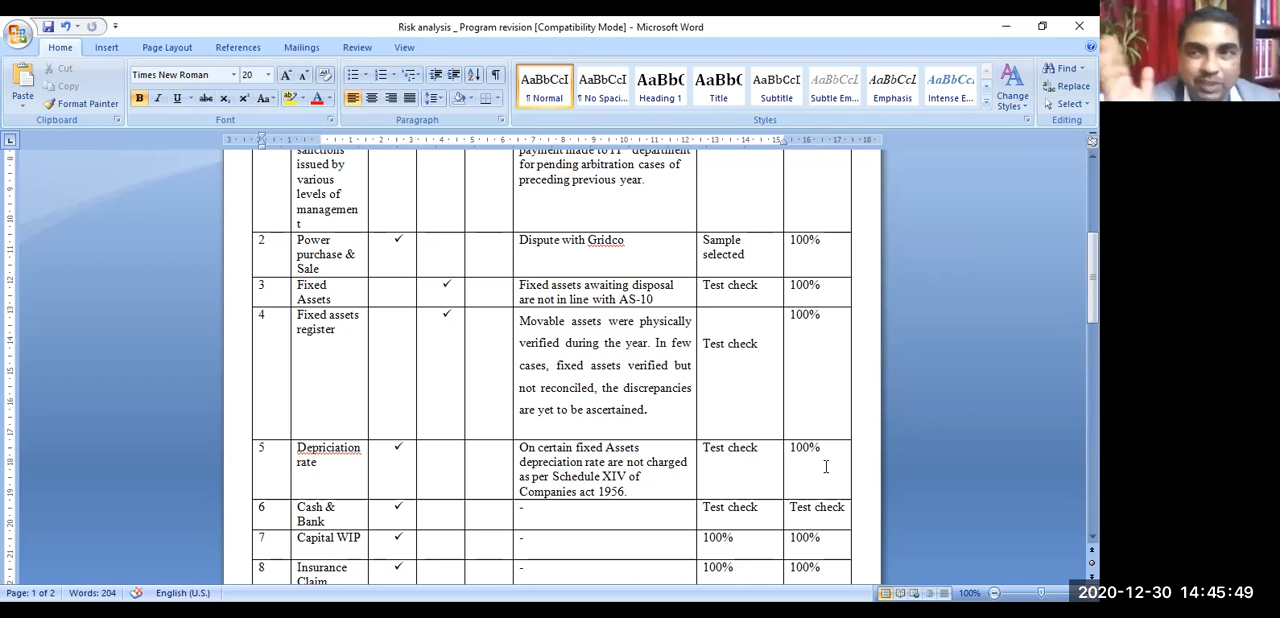 Risk analysis _ Program revision [Compatibility Mode] - Microsoft Word
Home Insert Page Layout References Mailings Review View
Paste
Cut
Copy
Format Painter
Clipboard
Times New Roman 20
Font
Paragraph
AaBbCcI AaBbCcI AaBbC AaBb( AaBbCcI AaBbCcI AaBbCcI AaBbCcI
¶ Normal ¶ No Spaci... Heading 1 Title Subtitle Subtle Em... Emphasis Intense E...
Styles
Change Styles
Find
Replace
Select
Editing
sanctions issued by various levels of managemen t
for pending arbitration cases of preceding previous year.
2 Power purchase & Sale ✓ Dispute with Gridco Sample selected 100%
3 Fixed Assets ✓ Fixed assets awaiting disposal are not in line with AS-10 Test check 100%
4 Fixed assets register ✓ Movable assets were physically verified during the year. In few cases, fixed assets verified but not reconciled, the discrepancies are yet to be ascertained. Test check 100%
5 Depriciation rate ✓ On certain fixed Assets depreciation rate are not charged as per Schedule XIV of Companies act 1956. Test check 100%
6 Cash & Bank ✓ - Test check Test check
7 Capital WIP ✓ - 100% 100%
8 Insurance Claim ✓ - 100% 100%
Page: 1 of 2 Words: 204 English (U.S.) 100%
2020-12-30 14:45:49